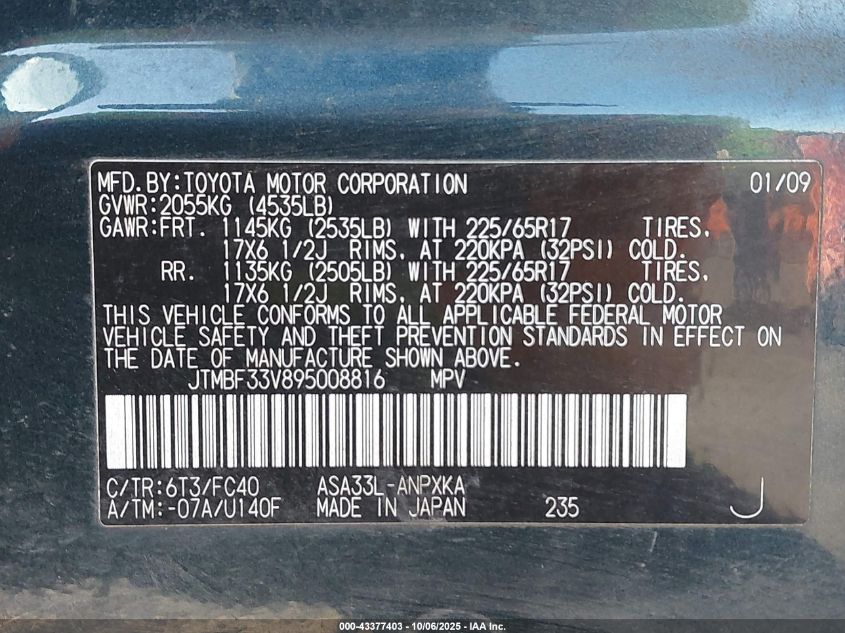 MFD.BY:TOYOTA MOTOR CORPORATION 01/09
GVWR:2055KG (4535LB)
GAWR:FRT. 1145KG (2535LB) WITH 225/65R17 TIRES,
17X6 1/2J RIMS, AT 220KPA (32PSI) COLD.
RR. 1135KG (2505LB) WITH 225/65R17 TIRES,
17X6 1/2J RIMS, AT 220KPA (32PSI) COLD.
THIS VEHICLE CONFORMS TO ALL APPLICABLE FEDERAL MOTOR
VEHICLE SAFETY AND THEFT PREVENTION STANDARDS IN EFFECT ON
THE DATE OF MANUFACTURE SHOWN ABOVE.
JTMBF33V895008816 MPV
C/TR:6T3/FC40 ASA33L-ANPXKA
A/TM:-07A/U140F MADE IN JAPAN 235 J
000-43377403 - 10/06/2025 - IAA Inc.